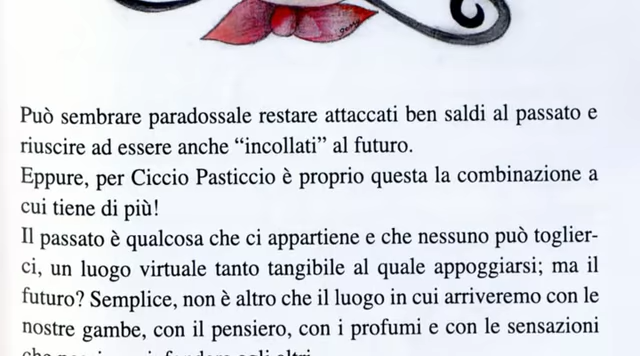 Può sembrare paradossale restare attaccati ben saldi al passato e
riuscire ad essere anche “incollati” al futuro.
Eppure, per Ciccio Pasticcio è proprio questa la combinazione a
cui tiene di più!
Il passato è qualcosa che ci appartiene e che nessuno può toglier-
ci, un luogo virtuale tanto tangibile al quale appoggiarsi; ma il
futuro? Semplice, non è altro che il luogo in cui arriveremo con le
nostre gambe, con il pensiero, con i profumi e con le sensazioni